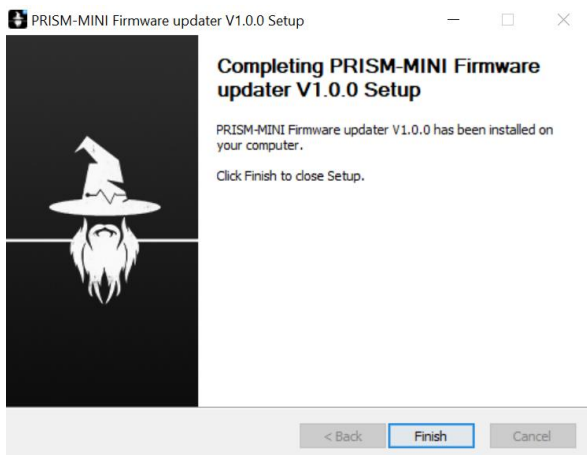 PRISM-MINI Firmware updater V1.0.0 Setup
Completing PRISM-MINI Firmware
updater V1.0.0 Setup
PRISM-MINI Firmware updater V1.0.0 has been installed on
your computer.
Click Finish to close Setup.
< Back Finish Cancel